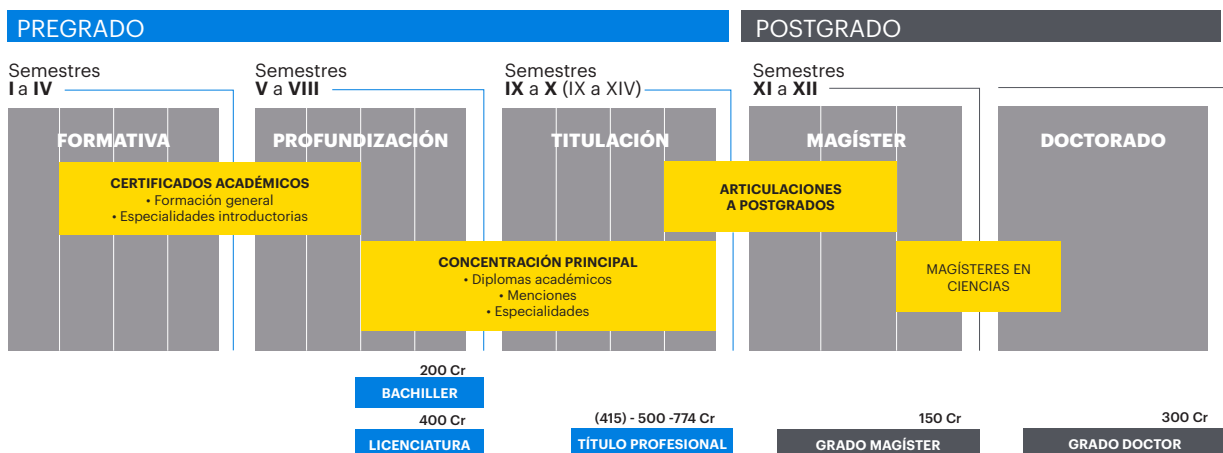 PREGRADO
POSTGRADO
Semestres
I a IV
Semestres
V a VIII
Semestres
IX a X (IX a XIV)
Semestres
XI a XII
FORMATIVA
PROFUNDIZACIÓN
TITULACIÓN
MAGÍSTER
DOCTORADO
CERTIFICADOS ACADÉMICOS
• Formación general
• Especialidades introductorias
ARTICULACIONES
A POSTGRADOS
CONCENTRACIÓN PRINCIPAL
• Diplomas académicos
• Menciones
• Especialidades
MAGÍSTERES EN
CIENCIAS
200 Cr
BACHILLER
400 Cr
LICENCIATURA
(415) - 500 -774 Cr
TÍTULO PROFESIONAL
150 Cr
GRADO MAGÍSTER
300 Cr
GRADO DOCTOR